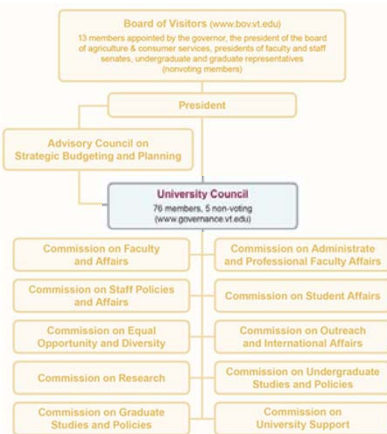 Board of Visitors (www.bov.vt.edu)
13 members appointed by the governor, the president of the board
of agriculture & consumer services, presidents of faculty and staff
senates, undergraduate and graduate representatives
(nonvoting members)
President
Advisory Council on
Strategic Budgeting and Planning
University Council
76 members, 5 non-voting
(www.governance.vt.edu)
Commission on Faculty
and Affairs
Commission on Administrate
and Professional Faculty Affairs
Commission on Staff Policies
and Affairs
Commission on Student Affairs
Commission on Equal
Opportunity and Diversity
Commission on Outreach
and International Affairs
Commission on Research
Commission on Undergraduate
Studies and Policies
Commission on Graduate
Studies and Policies
Commission on
University Support